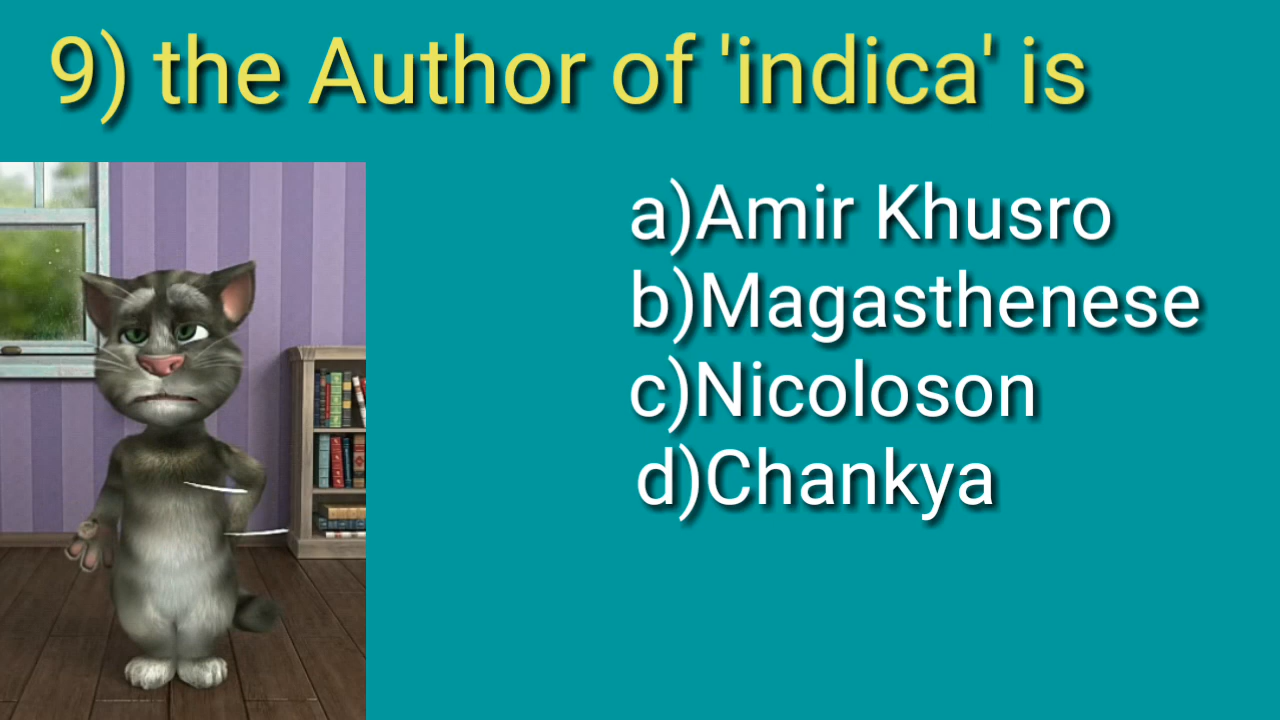 9) the Author of 'indica' is
a)Amir Khusro
b)Magasthenese
c)Nicoloson
d)Chankya